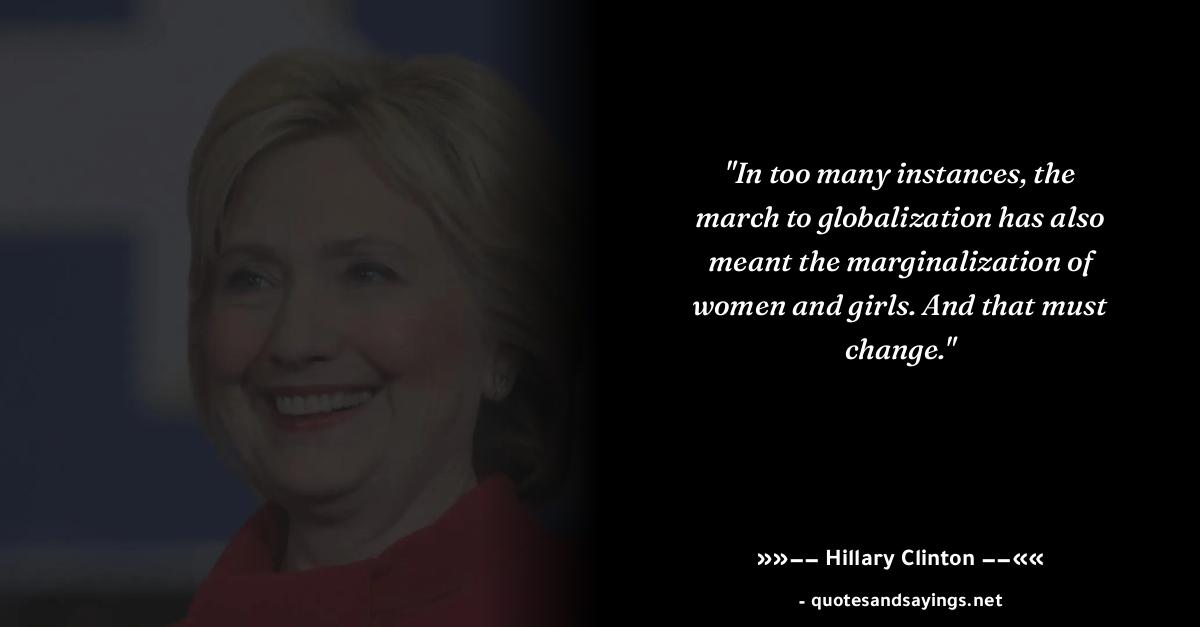 "In too many instances, the
march to globalization has also
meant the marginalization of
women and girls. And that must
change."
»»–– Hillary Clinton ––««
- quotesandsayings.net